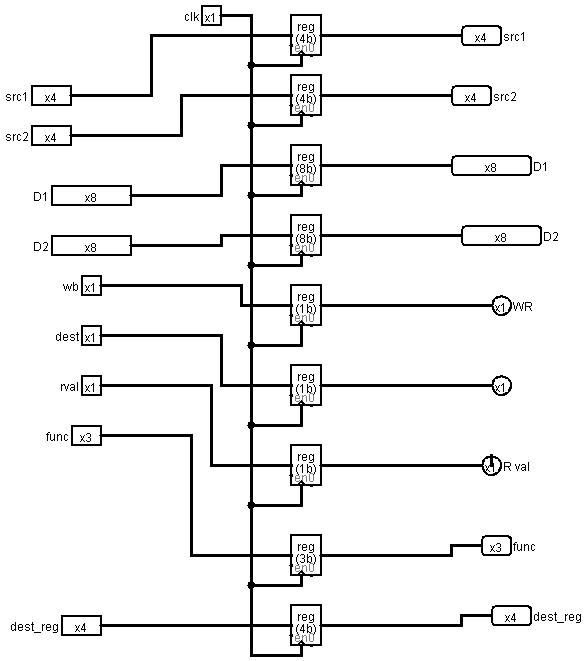 clk x1 reg
(4b) x4 src1
en0
src1 x4 reg
(4b) x4 src2
en0
src2 x4
reg
(8b) x8 D1
en0
D1 x8
reg
(8b) x8 D2
en0
D2 x8
wb x1 reg
(1b) x1 WR
en0
dest x1
reg
(1b) x1
en0
rval x1
func x3
reg
(1b) x1 R val
en0
reg
(3b) x3 func
en0
dest_reg x4 reg
(4b) x4 dest_reg
en0